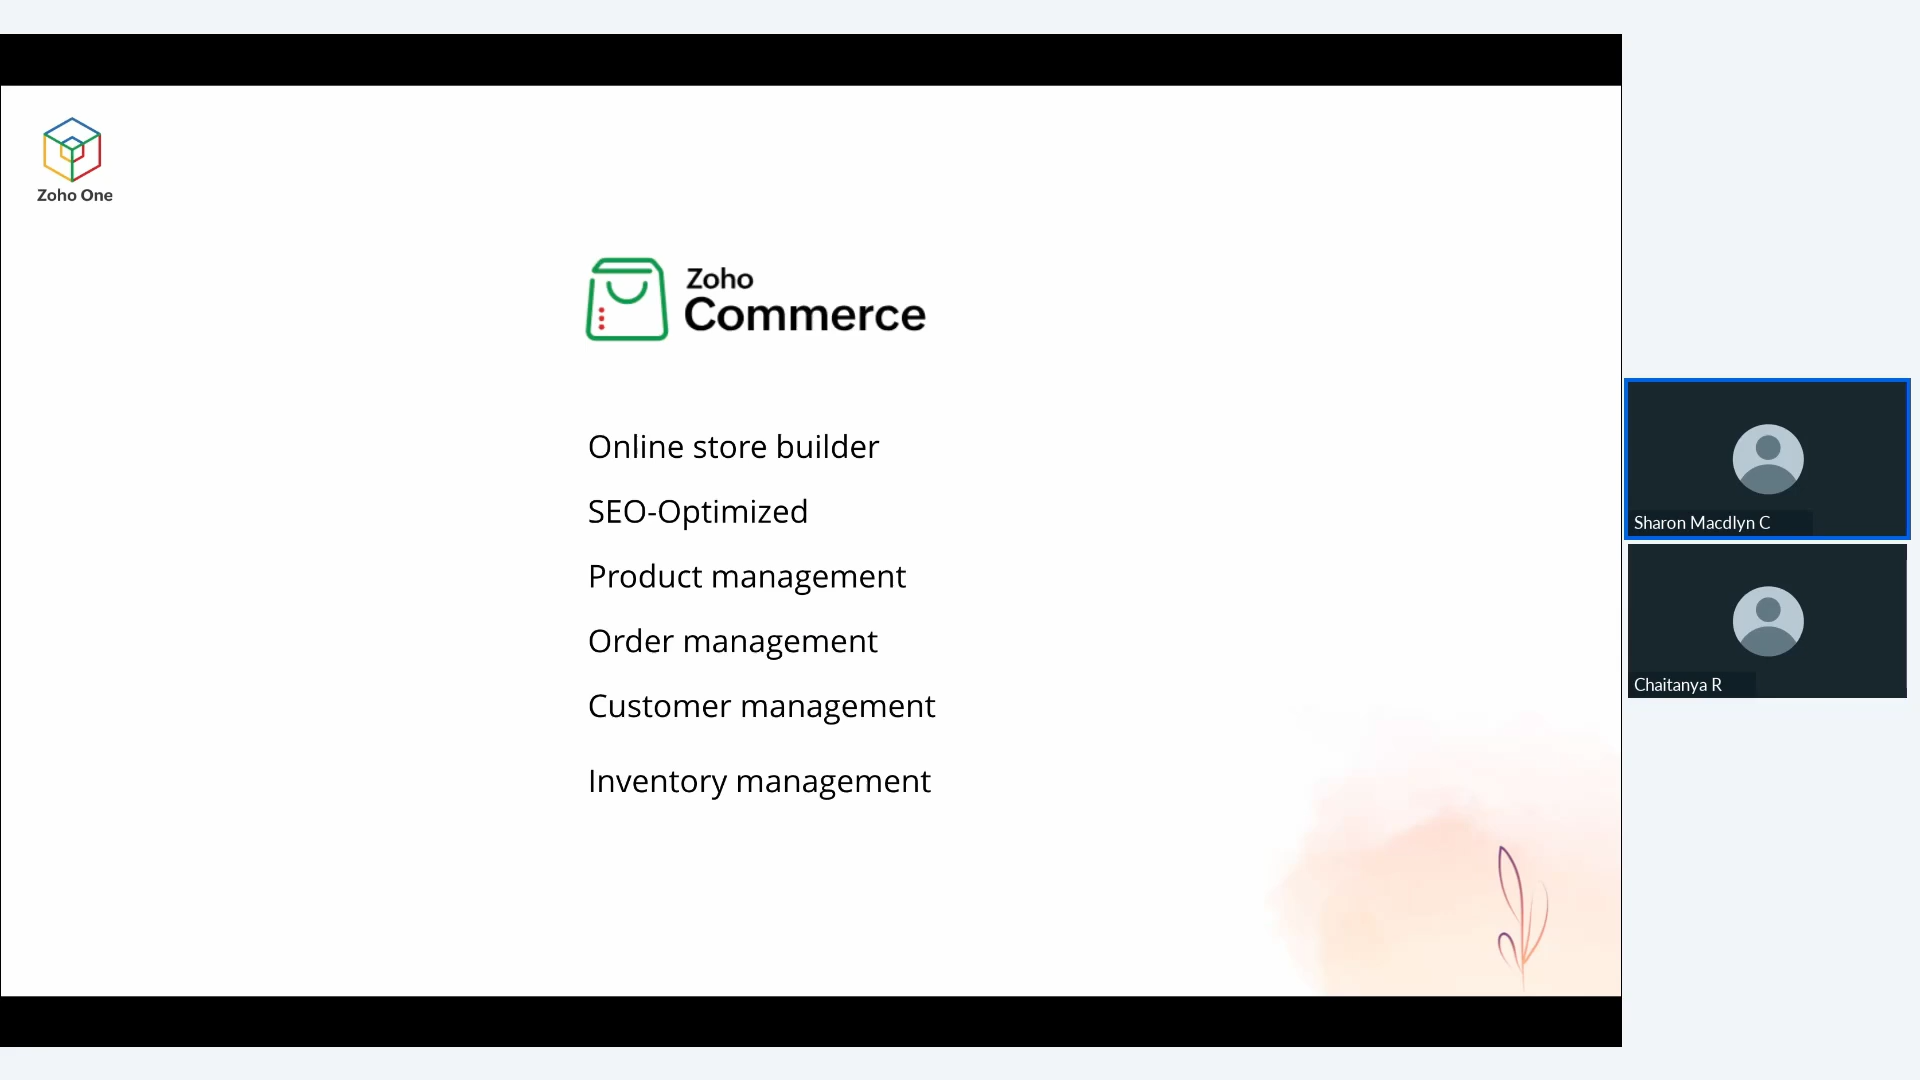 Zoho One
Zoho
Commerce
Online store builder
SEO-Optimized
Product management
Order management
Customer management
Inventory management
Sharon Macdlyn C
Chaitanya R